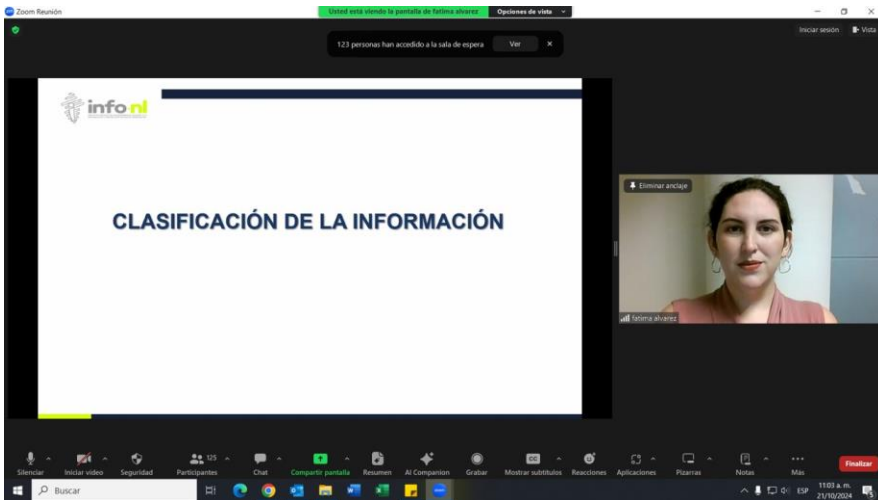 Zoom Reunión
Usted está viendo la pantalla de fatima alvarez
Opciones de vista
123 personas han accedido a la sala de espera
Ver
Iniciar sesión
Vista
info nl
CLASIFICACIÓN DE LA INFORMACIÓN
Eliminar anclaje
fatima alvarez
125
Silenciar
Iniciar video
Seguridad
Participantes
Chat
Compartir pantalla
Resumen
AI Companion
Grabar
Mostrar subtítulos
Reacciones
Aplicaciones
Pizarras
Notas
Más
Finalizar
Buscar
ESP
11:03 a. m.
21/10/2024